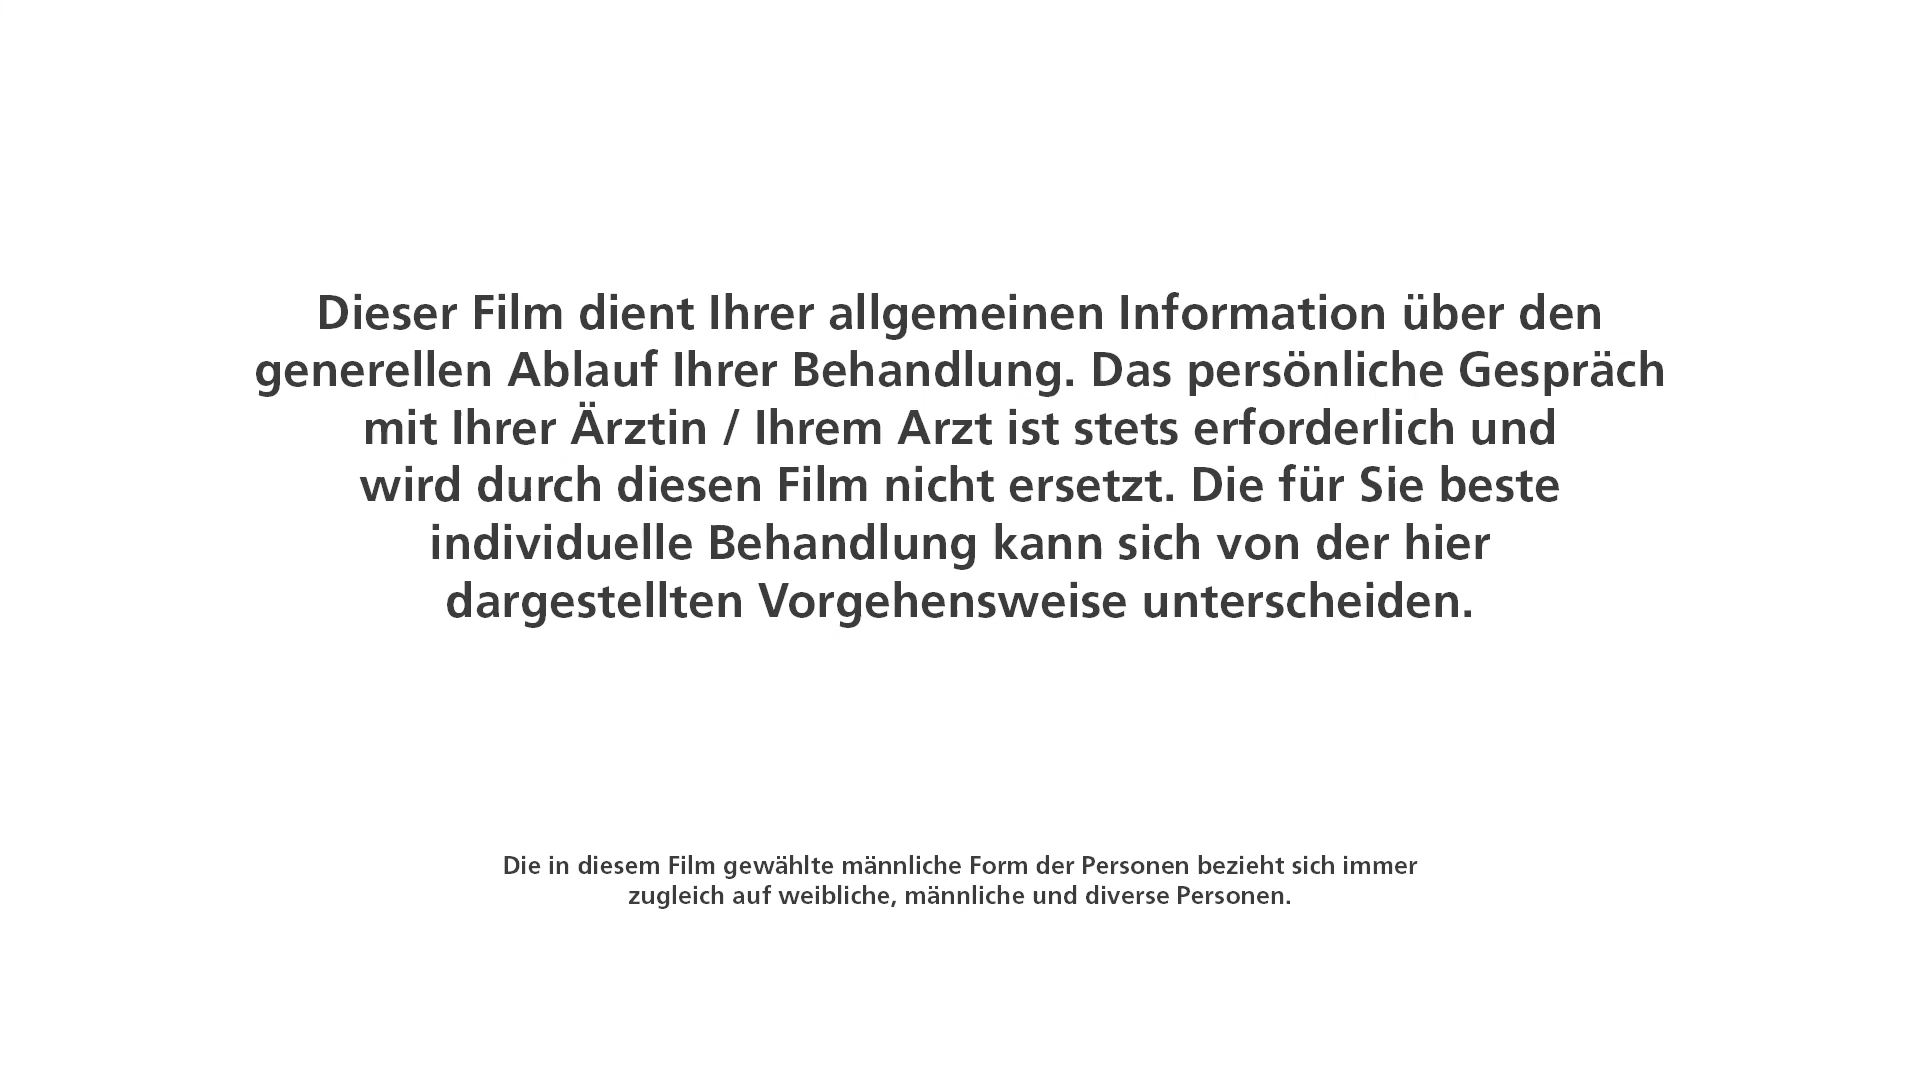 Dieser Film dient Ihrer allgemeinen Information über den
generellen Ablauf Ihrer Behandlung. Das persönliche Gespräch
mit Ihrer Ärztin / Ihrem Arzt ist stets erforderlich und
wird durch diesen Film nicht ersetzt. Die für Sie beste
individuelle Behandlung kann sich von der hier
dargestellten Vorgehensweise unterscheiden.
Die in diesem Film gewählte männliche Form der Personen bezieht sich immer
zugleich auf weibliche, männliche und diverse Personen.